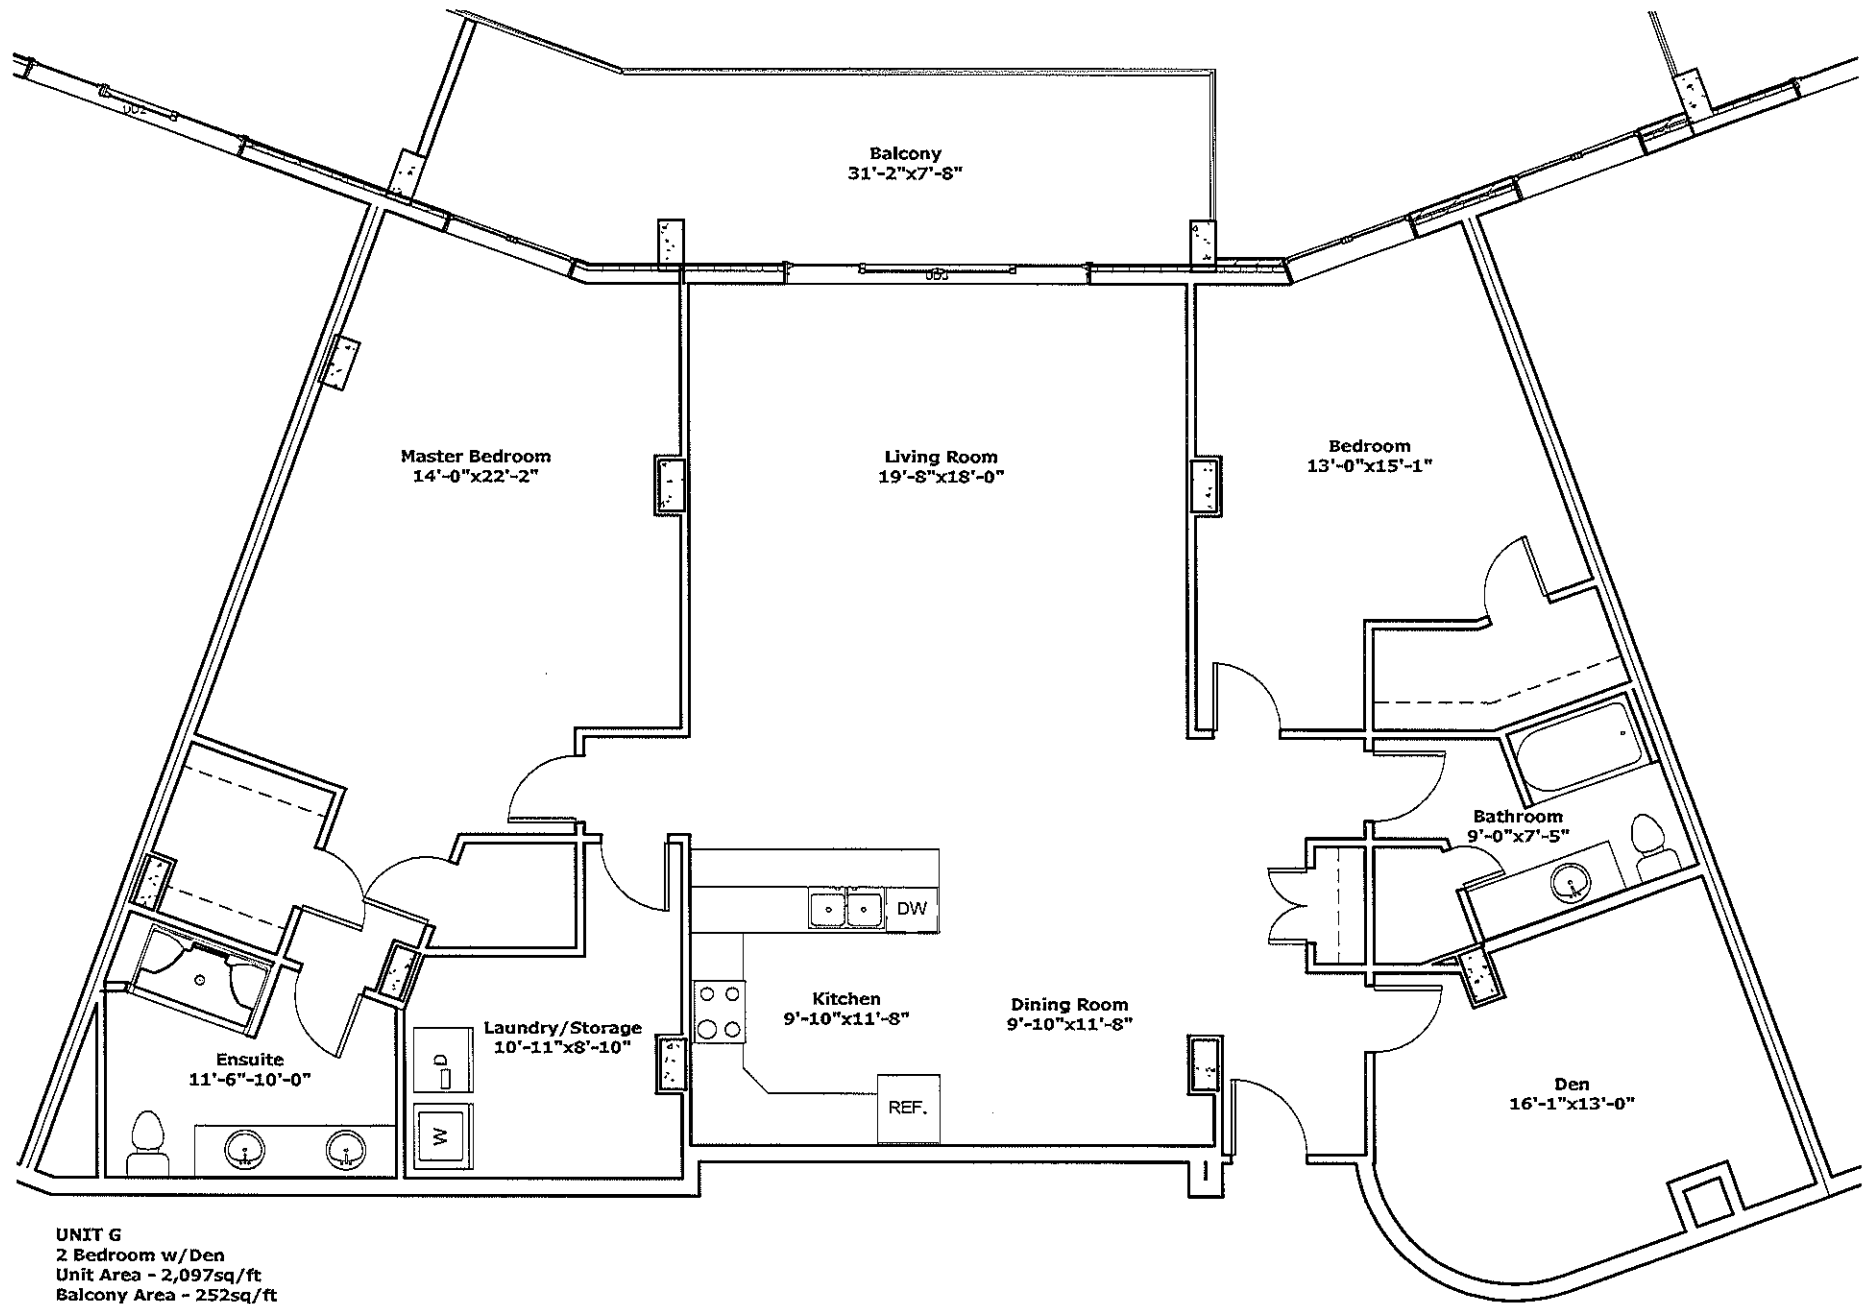 Balcony
31'-2"x7'-8"
Master Bedroom
14'-0"x22'-2"
Living Room
19'-8"x18'-0"
Bedroom
13'-0"x15'-1"
Bathroom
9'-0"x7'-5"
DW
Kitchen
9'-10"x11'-8"
Dining Room
9'-10"x11'-8"
Laundry/Storage
10'-11"x8'-10"
D
W
Ensuite
11'-6"-10'-0"
REF.
Den
16'-1"x13'-0"
UNIT G
2 Bedroom w/Den
Unit Area - 2,097sq/ft
Balcony Area - 252sq/ft